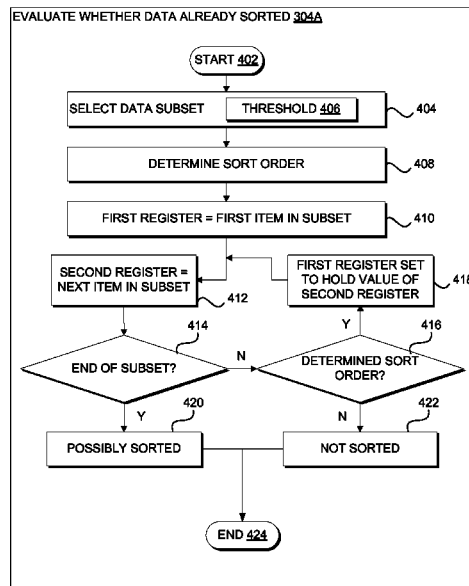 EVALUATE WHETHER DATA ALREADY SORTED 304A
START 402
SELECT DATA SUBSET
THRESHOLD 406
404
DETERMINE SORT ORDER
408
FIRST REGISTER = FIRST ITEM IN SUBSET
410
SECOND REGISTER =
NEXT ITEM IN SUBSET
412
FIRST REGISTER SET
TO HOLD VALUE OF
SECOND REGISTER
418
414
END OF SUBSET?
N
Y
416
DETERMINED SORT
ORDER?
Y
N
420
POSSIBLY SORTED
422
NOT SORTED
END 424